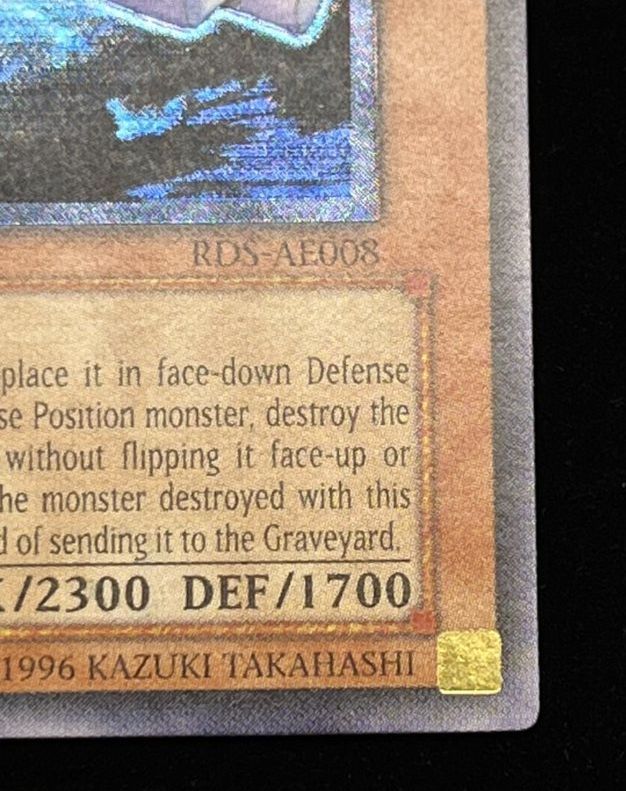 RDS-AE008
place it in face-down Defense
se Position monster, destroy the
without flipping it face-up or
he monster destroyed with this
d of sending it to the Graveyard.
/2300 DEF/1700
1996 KAZUKI TAKAHASHI